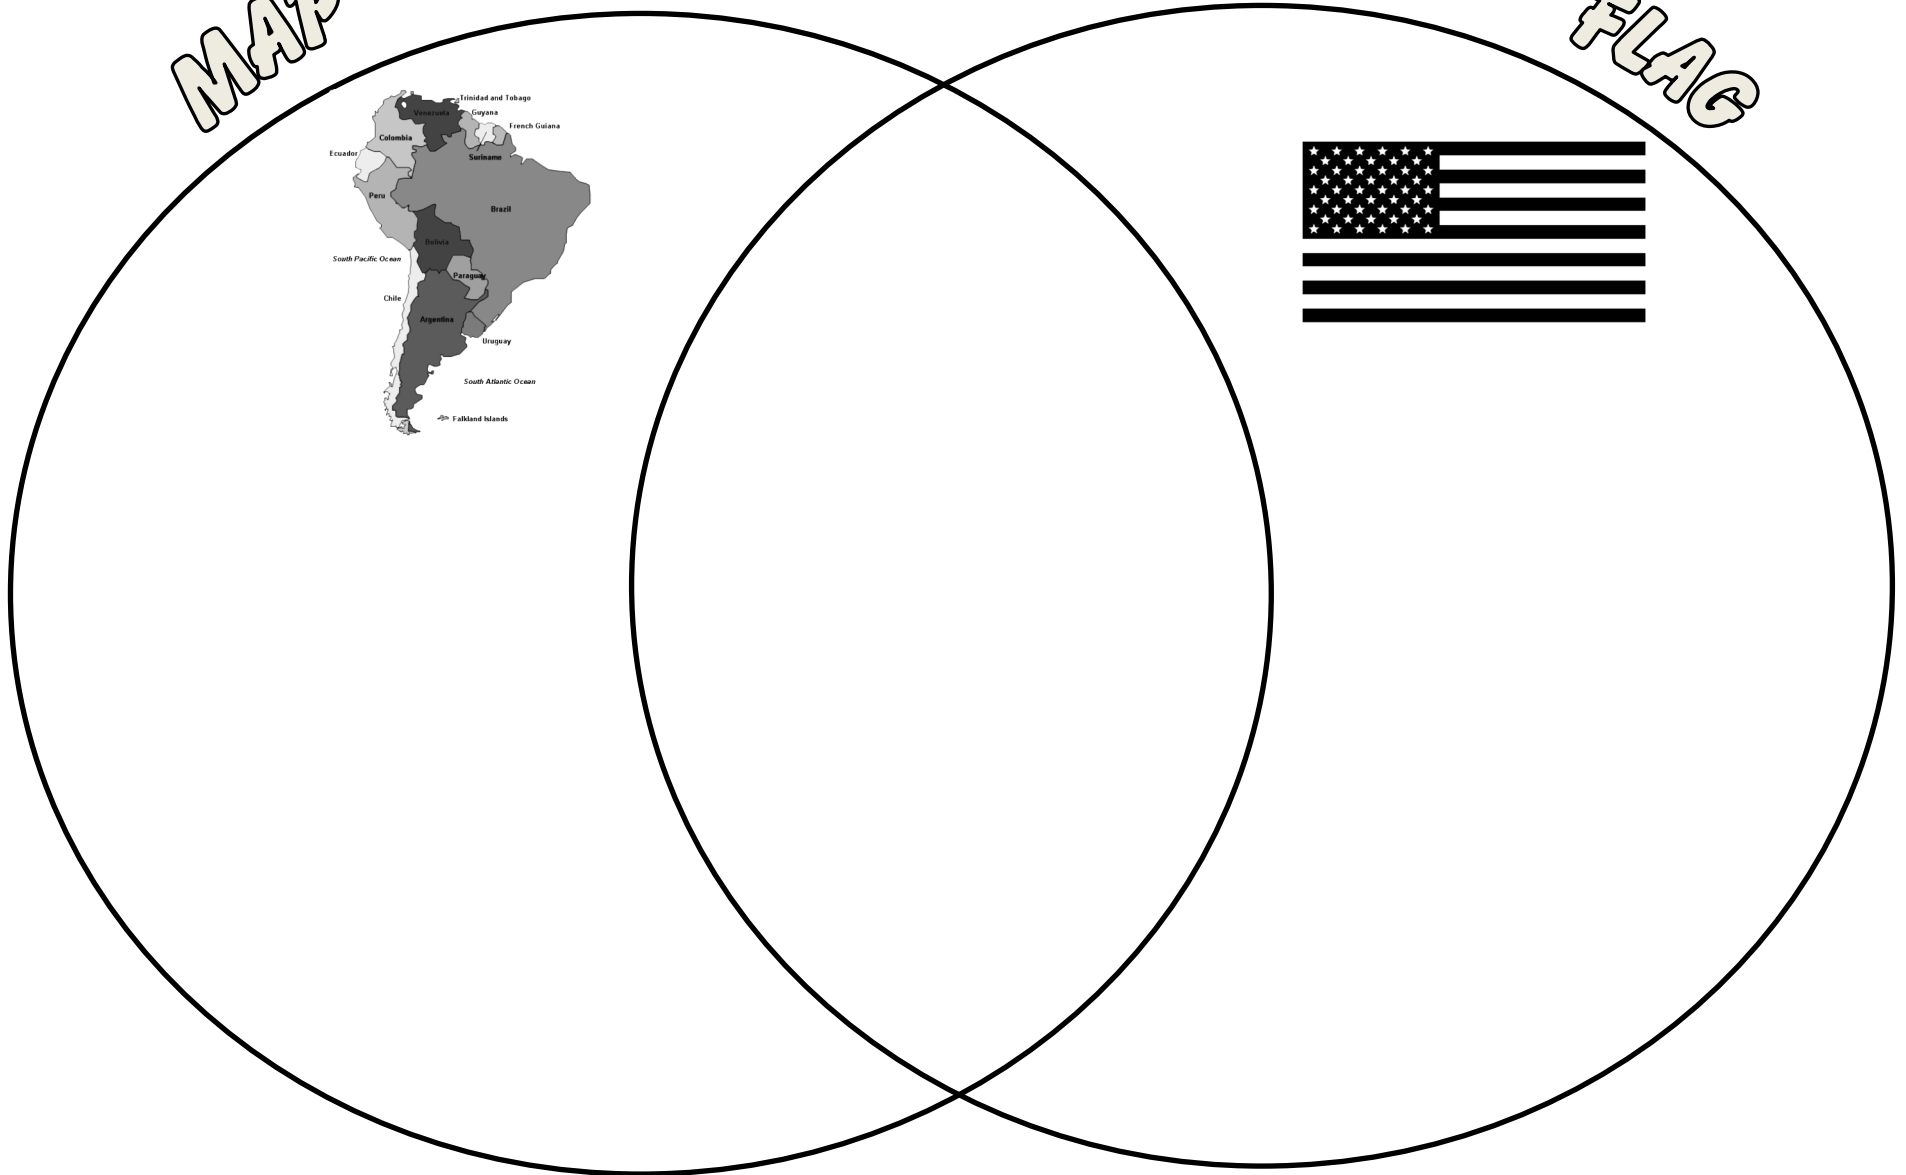 MAP
FLAG
Trinidad and Tobago
Venezuela
Guyana
French Guiana
Colombia
Ecuador
Suriname
Peru
Brazil
Bolivia
South Pacific Ocean
Paraguay
Chile
Argentina
Uruguay
South Atlantic Ocean
Falkland Islands